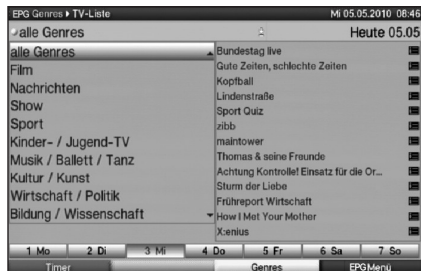 EPG Genres ▸ TV-Liste Mi 05.05.2010 08:46
alle Genres Heute 05.05
alle Genres
Film
Nachrichten
Show
Sport
Kinder- / Jugend-TV
Musik / Ballett / Tanz
Kultur / Kunst
Wirtschaft / Politik
Bildung / Wissenschaft
Bundestag live
Gute Zeiten, schlechte Zeiten
Kopfball
Lindenstraße
Sport Quiz
zibb
maintower
Thomas & seine Freunde
Achtung Kontrolle! Einsatz für die Or...
Sturm der Liebe
Frühreport Wirtschaft
How I Met Your Mother
X:enius
1 Mo 2 Di 3 Mi 4 Do 5 Fr 6 Sa 7 So
Timer Genres EPGMenü